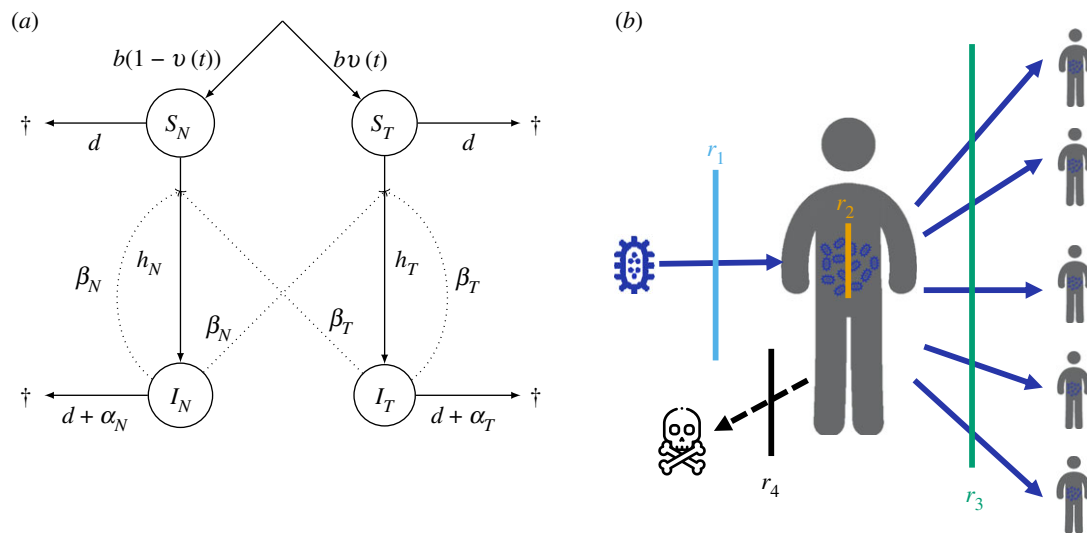 (a)
b(1 − υ (t))
bυ (t)
† d S_N S_T d †
h_N h_T
β_N β_T
β_N β_T
† d + α_N I_N I_T d + α_T †
(b)
r_1
r_2
r_3
r_4